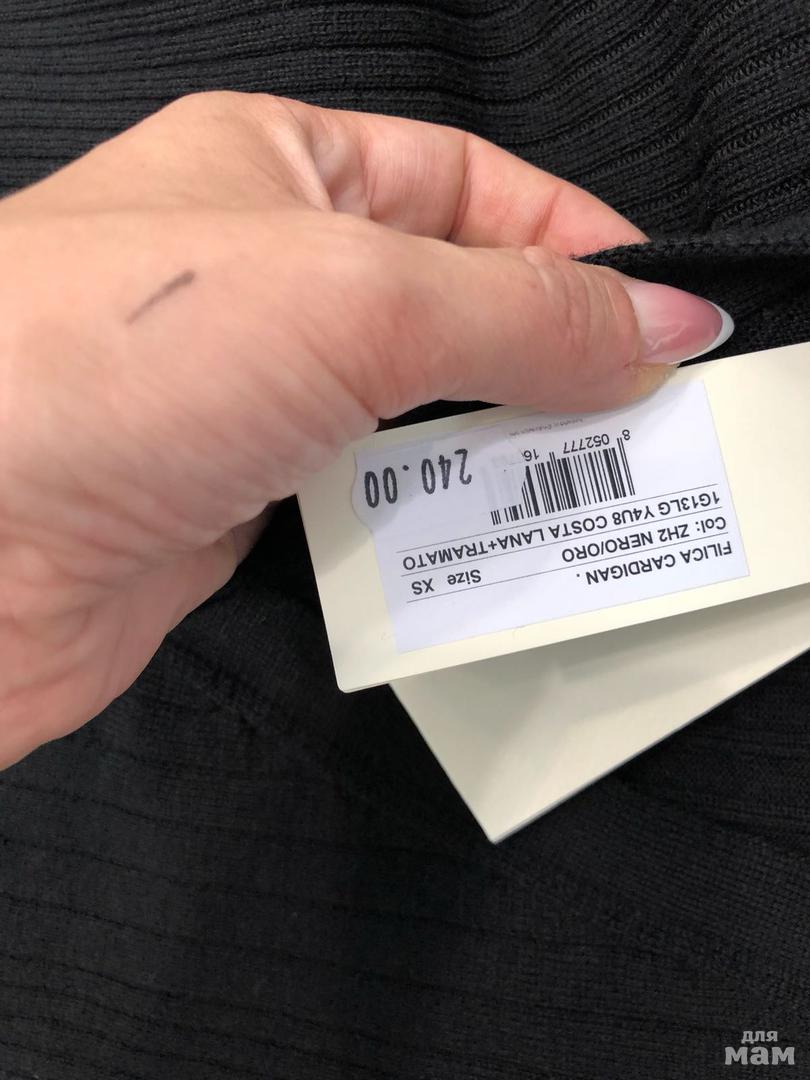 FILICA CARDIGAN .
Col: ZH2 NERO/ORO Size XS
1G13LG Y4U8 COSTA LANA+TRAMATO
8 052777 16
240.00
для
мам